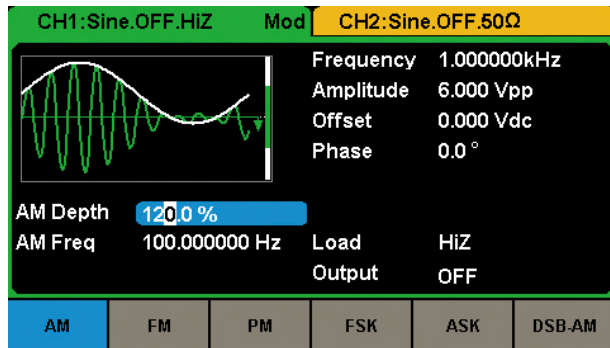 CH1:Sine.OFF.HiZ Mod CH2:Sine.OFF.50Ω
Frequency 1.000000kHz
Amplitude 6.000 Vpp
Offset 0.000 Vdc
Phase 0.0 °
AM Depth 120.0 %
AM Freq 100.000000 Hz Load HiZ
Output OFF
AM FM PM FSK ASK DSB-AM